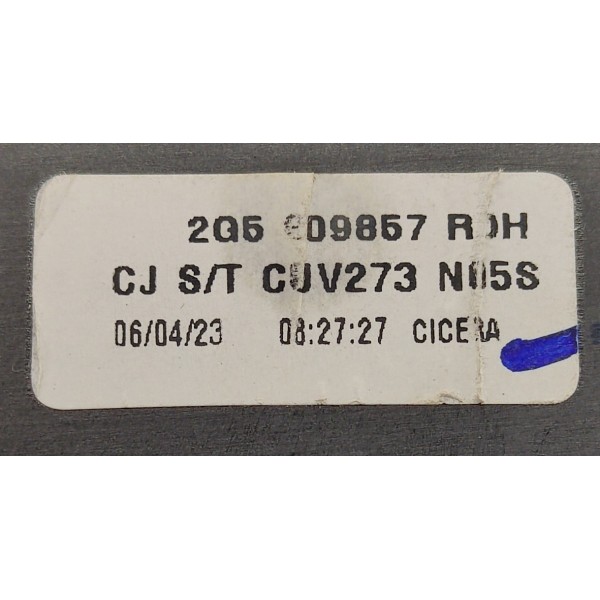 2G5 809857 RDH
CJ S/T CUV273 N05S
06/04/23 08:27:27 CICERA